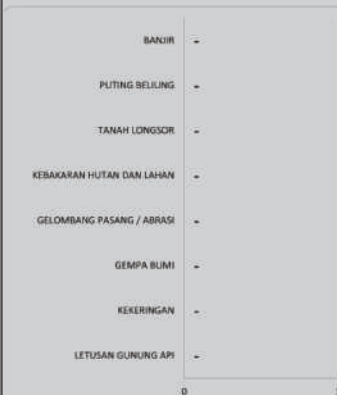 BANJIR -
PUTING BELIUNG -
TANAH LONGSOR -
KEBAKARAN HUTAN DAN LAHAN -
GELOMBANG PASANG / ABRASI -
GEMPA BUMI -
KEKERINGAN -
LETUSAN GUNUNG API -
0